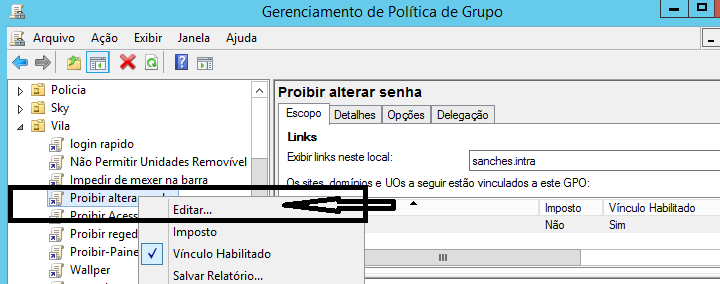 Gerenciamento de Política de Grupo
Arquivo Ação Exibir Janela Ajuda
Policia
Sky
Vila
login rapido
Não Permitir Unidades Removível
Impedir de mexer na barra
Proibir altera
Proibir Acess
Proibir reged
Proibir-Paine
Wallper
Editar...
Imposto
Vínculo Habilitado
Salvar Relatório...
Proibir alterar senha
Escopo Detalhes Opções Delegação
Links
Exibir links neste local: sanches.intra
Os sites, domínios e UOs a seguir estão vinculados a este GPO:
Imposto Vínculo Habilitado
Não Sim